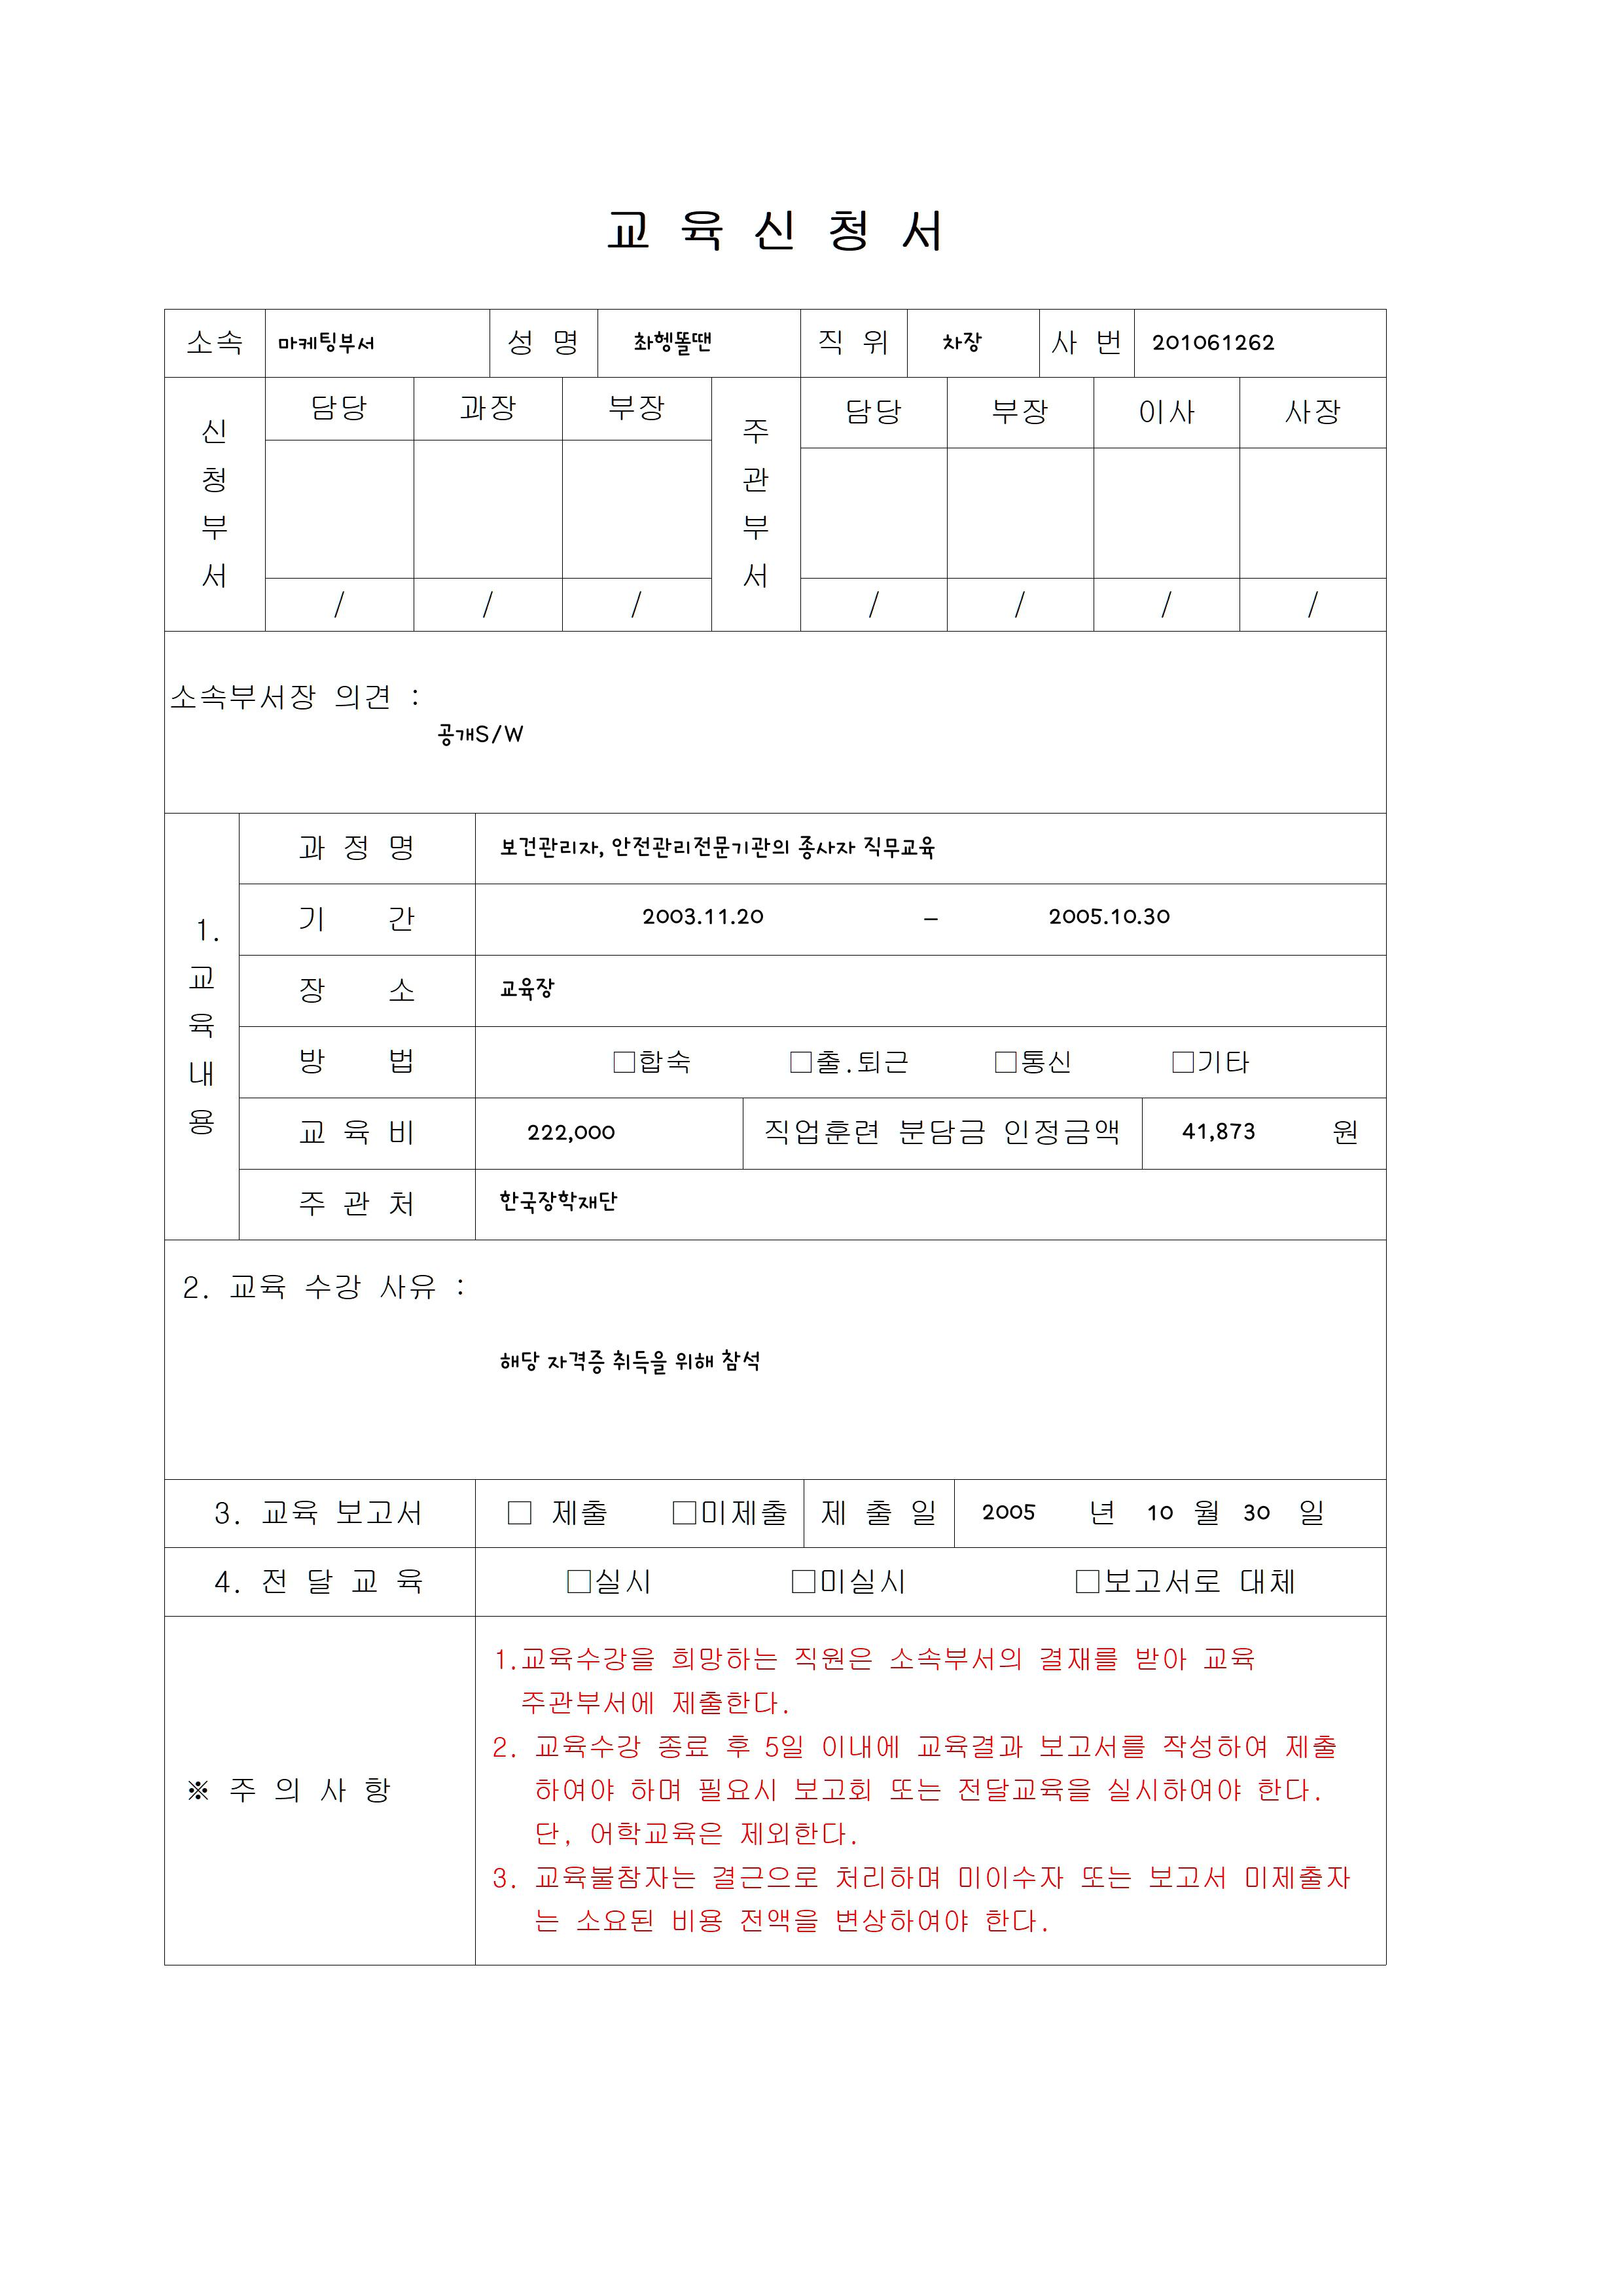 교 육 신 청 서
소속 마케팅부서 성 명 최헹똘땐 직 위 차장 사 번 201061262
신청부서 담당 과장 부장 주관부서 담당 부장 이사 사장
/ / / / / / /
소속부서장 의견 :
공개S/W
1. 교육내용
과 정 명 보건관리자, 안전관리전문기관의 종사자 직무교육
기 간 2003.11.20 - 2005.10.30
장 소 교육장
방 법 □합숙 □출.퇴근 □통신 □기타
교 육 비 222,000 직업훈련 분담금 인정금액 41,873 원
주 관 처 한국장학재단
2. 교육 수강 사유 :
해당 자격증 취득을 위해 참석
3. 교육 보고서 □ 제출 □미제출 제 출 일 2005 년 10 월 30 일
4. 전 달 교 육 □실시 □미실시 □보고서로 대체
※ 주 의 사 항
1.교육수강을 희망하는 직원은 소속부서의 결재를 받아 교육
주관부서에 제출한다.
2. 교육수강 종료 후 5일 이내에 교육결과 보고서를 작성하여 제출
하여야 하며 필요시 보고회 또는 전달교육을 실시하여야 한다.
단, 어학교육은 제외한다.
3. 교육불참자는 결근으로 처리하며 미이수자 또는 보고서 미제출자
는 소요된 비용 전액을 변상하여야 한다.